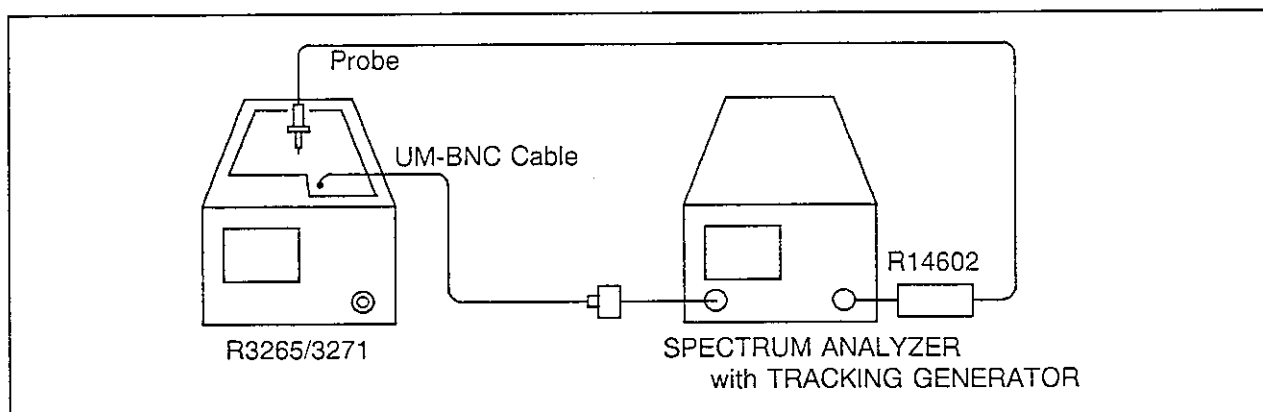 Probe
UM-BNC Cable
R14602
R3265/3271
SPECTRUM ANALYZER
with TRACKING GENERATOR